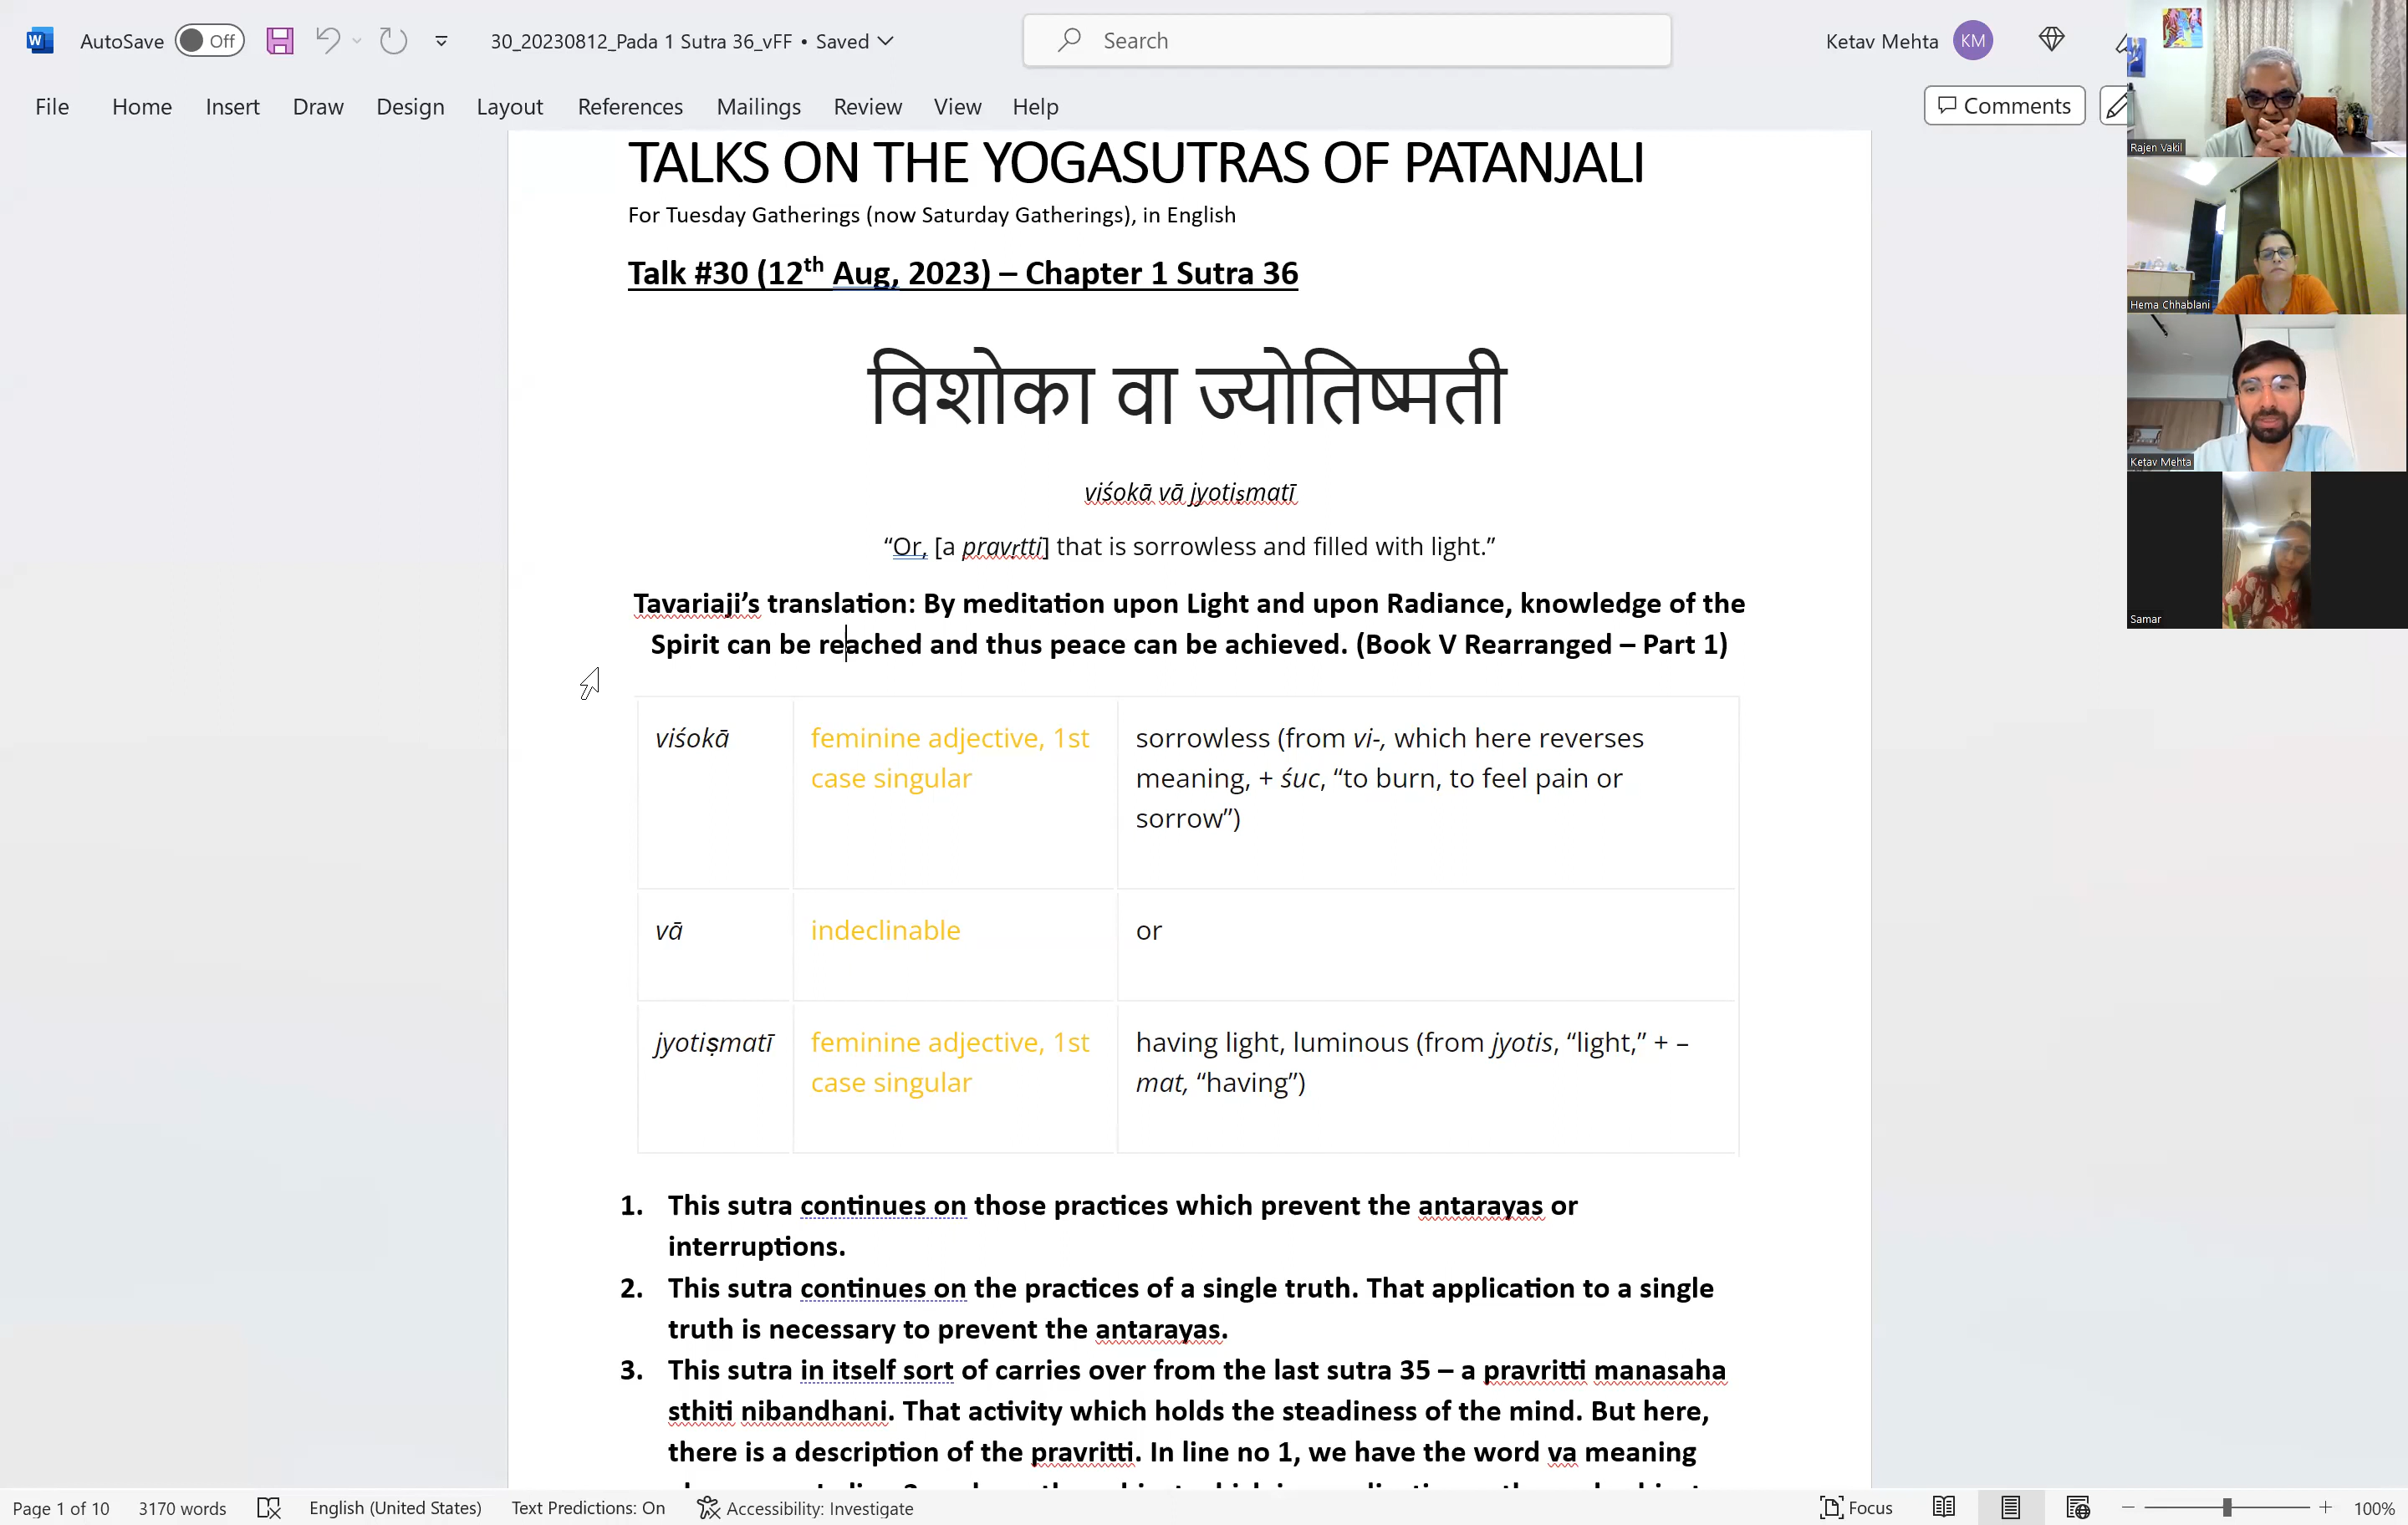 AutoSave Off 30_20230812_Pada 1 Sutra 36_vFF • Saved Search Ketav Mehta KM
File Home Insert Draw Design Layout References Mailings Review View Help Comments
TALKS ON THE YOGASUTRAS OF PATANJALI
For Tuesday Gatherings (now Saturday Gatherings), in English
Talk #30 (12th Aug, 2023) – Chapter 1 Sutra 36
विशोका वा ज्योतिष्मती
viśokā vā jyotiṣmatī
“Or, [a pravṛtti] that is sorrowless and filled with light.”
Tavariaji’s translation: By meditation upon Light and upon Radiance, knowledge of the
Spirit can be reached and thus peace can be achieved. (Book V Rearranged – Part 1)
viśokā feminine adjective, 1st sorrowless (from vi-, which here reverses
case singular meaning, + śuc, “to burn, to feel pain or
sorrow”)
vā indeclinable or
jyotiṣmatī feminine adjective, 1st having light, luminous (from jyotis, “light,” + –
case singular mat, “having”)
1. This sutra continues on those practices which prevent the antarayas or
interruptions.
2. This sutra continues on the practices of a single truth. That application to a single
truth is necessary to prevent the antarayas.
3. This sutra in itself sort of carries over from the last sutra 35 – a pravritti manasaha
sthiti nibandhani. That activity which holds the steadiness of the mind. But here,
there is a description of the pravritti. In line no 1, we have the word va meaning
Page 1 of 10 3170 words English (United States) Text Predictions: On Accessibility: Investigate Focus 100%
Rajen Vakil
Hema Chhablani
Ketav Mehta
Samar